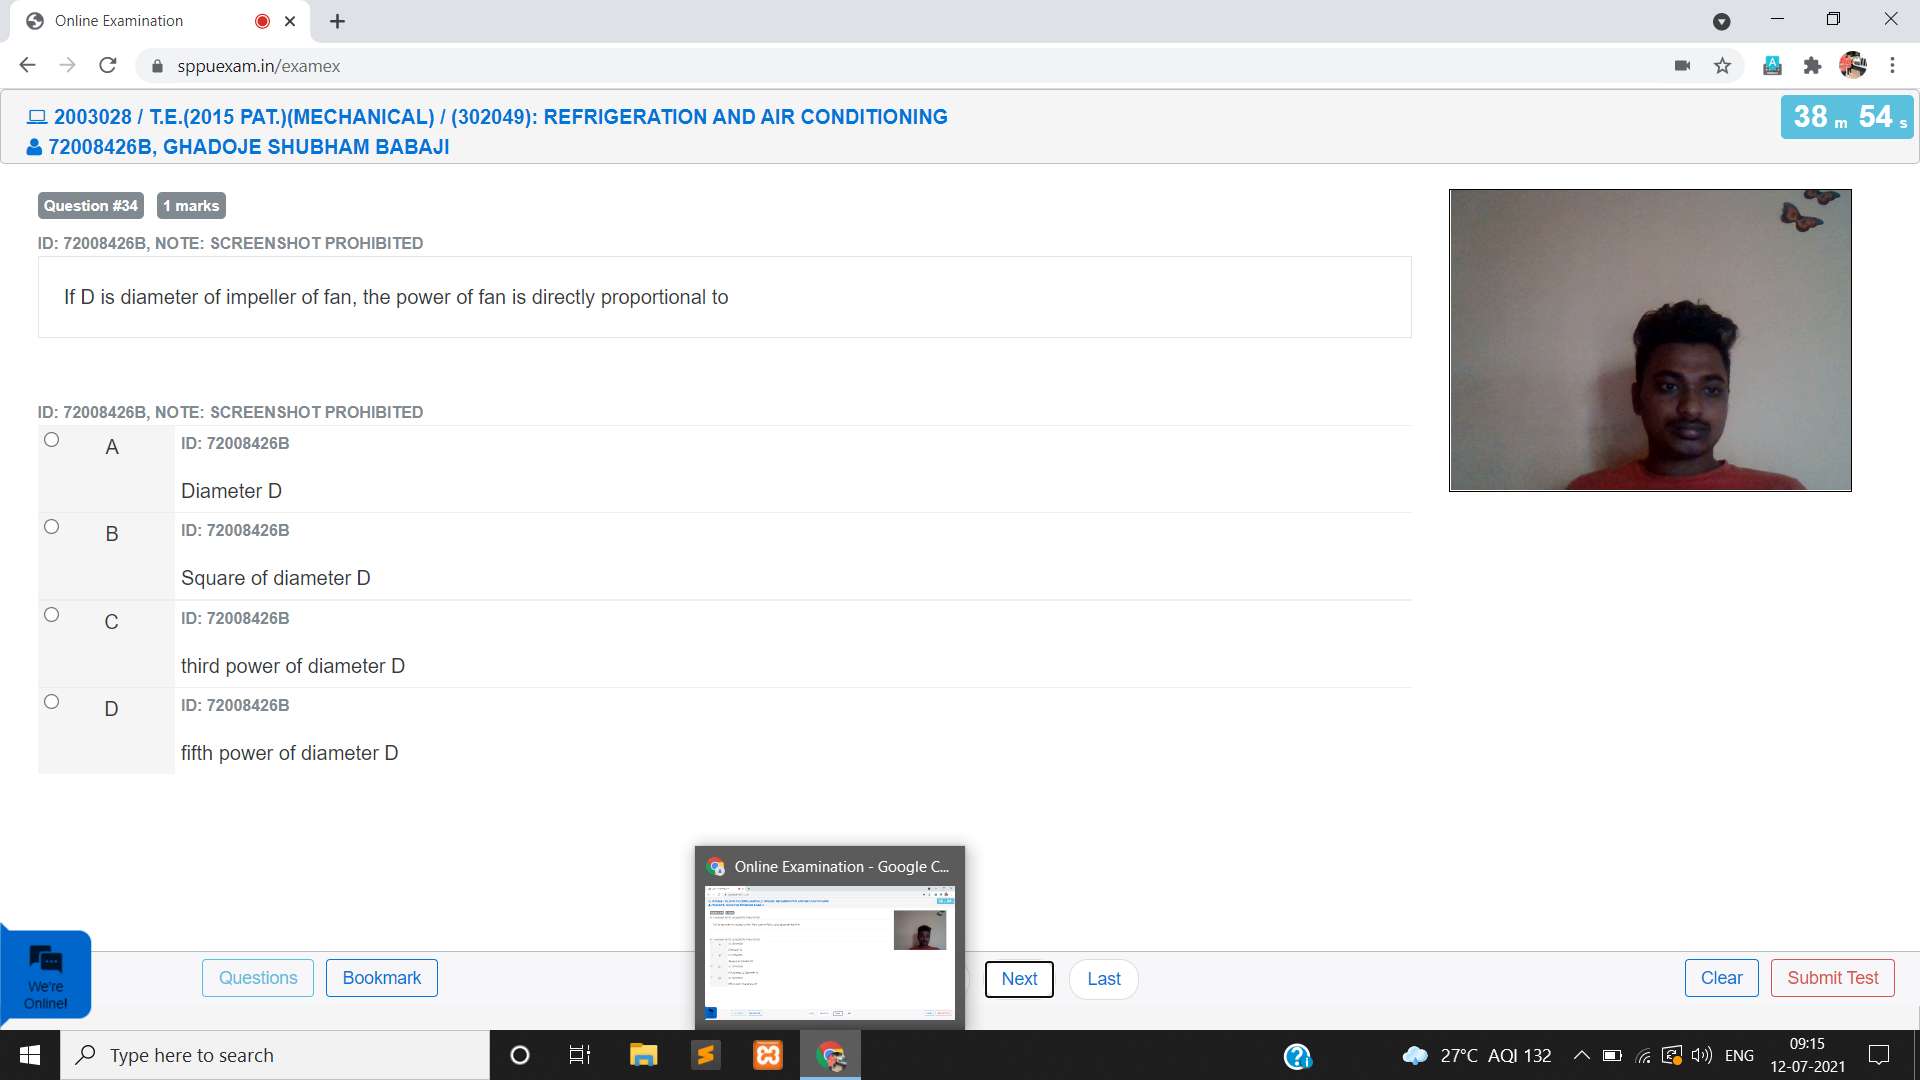 Online Examination
sppuexam.in/examex
2003028 / T.E.(2015 PAT.)(MECHANICAL) / (302049): REFRIGERATION AND AIR CONDITIONING
38 m 54 s
72008426B, GHADOJE SHUBHAM BABAJI
Question #34 1 marks
ID: 72008426B, NOTE: SCREENSHOT PROHIBITED
If D is diameter of impeller of fan, the power of fan is directly proportional to
ID: 72008426B, NOTE: SCREENSHOT PROHIBITED
A ID: 72008426B
Diameter D
B ID: 72008426B
Square of diameter D
C ID: 72008426B
third power of diameter D
D ID: 72008426B
fifth power of diameter D
Online Examination - Google C...
We're
Online!
Questions Bookmark Next Last Clear Submit Test
Type here to search
27°C AQI 132 ENG
09:15
12-07-2021